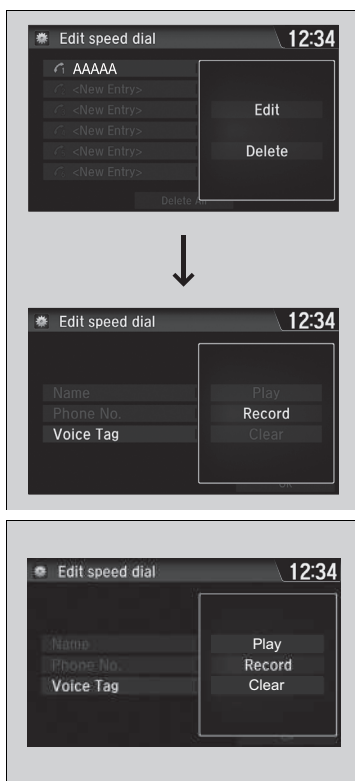 Edit speed dial 12:34
AAAAA
<New Entry>
<New Entry> Edit
<New Entry>
<New Entry> Delete
<New Entry>
Delete All
Edit speed dial 12:34
Name Play
Phone No. Record
Voice Tag Clear
OK
Edit speed dial 12:34
Name Play
Phone No. Record
Voice Tag Clear